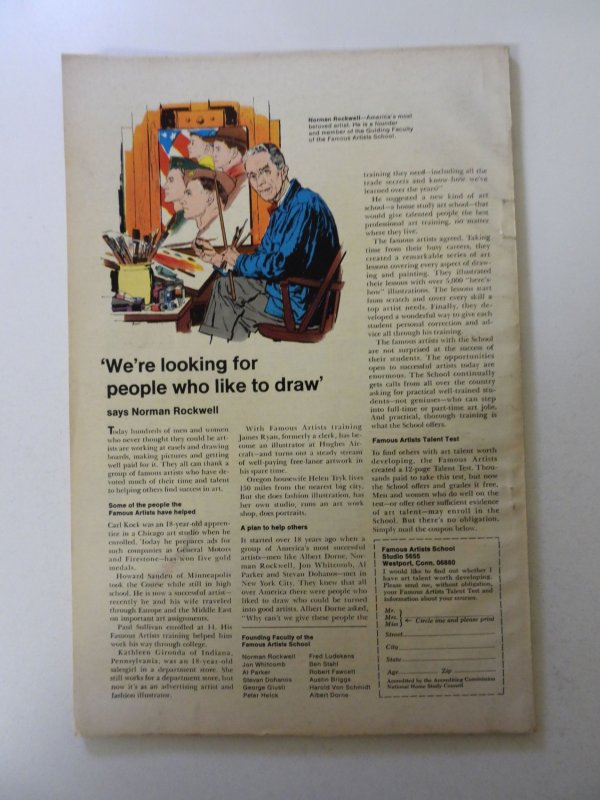 Norman Rockwell—America's most
beloved artist. He is a founder
and member of the Guiding Faculty
of the Famous Artists School.
'We're looking for
people who like to draw'
says Norman Rockwell
Today hundreds of men and women
who never thought they could be art-
ists are working at easels and drawing
boards, making pictures and getting
well paid for it. They all can thank a
group of famous artists who have de-
voted much of their time and talent
to helping others find success in art.
Some of the people the
Famous Artists have helped
Carl Kock was an 18-year-old appren-
tice in a Chicago art studio when he
enrolled. Today he prepares ads for
such companies as General Motors
and Firestone—has won five gold
medals.
Howard Sanden of Minneapolis
took the Course while still in high
school. He is now a successful artist—
recently he and his wife traveled
through Europe and the Middle East
on important art assignments.
Paul Sullivan enrolled at 14. His
Famous Artists training helped him
work his way through college.
Kathleen Gironda of Indiana,
Pennsylvania, was an 18-year-old
salesgirl in a department store. She
still works for a department store, but
now it's as an advertising artist and
fashion illustrator.
With Famous Artists training
James Ryan, formerly a clerk, has be-
come an illustrator at Hughes Air-
craft—and turns out a steady stream
of well-paying free-lance artwork in
his spare time.
Oregon housewife Helen Tryk lives
150 miles from the nearest big city.
But she does fashion illustration, has
her own studio, runs an art work
shop, does portraits.
A plan to help others
It started over 18 years ago when a
group of America's most successful
artists—men like Albert Dorne, Nor-
man Rockwell, Jon Whitcomb, Al
Parker and Stevan Dohanos—met in
New York City. They knew that all
over America there were people who
liked to draw who could be turned
into good artists. Albert Dorne asked,
"Why can't we give these people the
Founding Faculty of the
Famous Artists School
Norman Rockwell
Jon Whitcomb
Al Parker
Stevan Dohanos
George Giusti
Peter Helck
Fred Ludekens
Ben Stahl
Robert Fawcett
Austin Briggs
Harold Von Schmidt
Albert Dorne
training they need—including all the
trade secrets and know-how we've
learned over the years?"
He suggested a new kind of art
school—a home study art school—that
would give talented people the best
professional art training, no matter
where they live.
The famous artists agreed. Taking
time from their busy careers, they
created a remarkable series of art
lessons covering every aspect of draw-
ing and painting. They illustrated
their lessons with over 5,000 "here's-
how" illustrations. The lessons start
from scratch and cover every skill a
top artist needs. Finally, they de-
veloped a wonderful way to give each
student personal correction and ad-
vice all through his training.
The famous artists with the School
are not surprised at the success of
their students. The opportunities
open to successful artists today are
enormous. The School continually
gets calls from all over the country
asking for practical well-trained stu-
dents—not geniuses—who can step
into full-time or part-time art jobs.
And practical, thorough training is
what the School offers.
Famous Artists Talent Test
To find others with art talent worth
developing, the Famous Artists
created a 12-page Talent Test. Thou-
sands paid to take this test, but now
the School offers and grades it free.
Men and women who do well on the
test—or offer other sufficient evidence
of art talent—may enroll in the
School. But there's no obligation.
Simply mail the coupon below.
Famous Artists School
Studio 5655
Westport, Conn. 06880
I would like to find out whether I
have art talent worth developing.
Please send me, without obligation,
your Famous Artists Talent Test and
information about your courses.
Mr.
Mrs.
Miss
← Circle one and please print
Street
City
State
Age Zip
Accredited by the Accrediting Commission
National Home Study Council